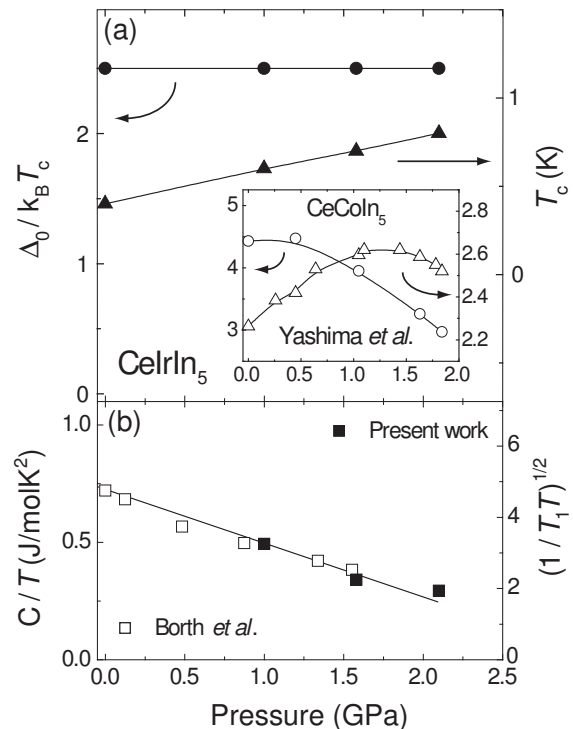 (a)
2
1
0
Δ0 / kB Tc
Tc (K)
1
0
CeIrIn5
CeCoIn5
5
4
3
2.8
2.6
2.4
2.2
0.0 0.5 1.0 1.5 2.0
Yashima et al.
(b)
Present work
1.0
0.5
0.0
C / T (J/molK2)
6
4
2
0
(1 / T1T)1/2
Borth et al.
0.0 0.5 1.0 1.5 2.0 2.5
Pressure (GPa)